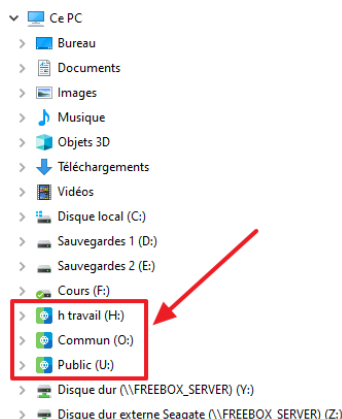 Ce PC
Bureau
Documents
Images
Musique
Objets 3D
Téléchargements
Vidéos
Disque local (C:)
Sauvegardes 1 (D:)
Sauvegardes 2 (E:)
Cours (F:)
h travail (H:)
Commun (O:)
Public (U:)
Disque dur (\\FREEBOX_SERVER) (Y:)
Disque dur externe Seagate (\\FREEBOX_SERVER) (Z:)